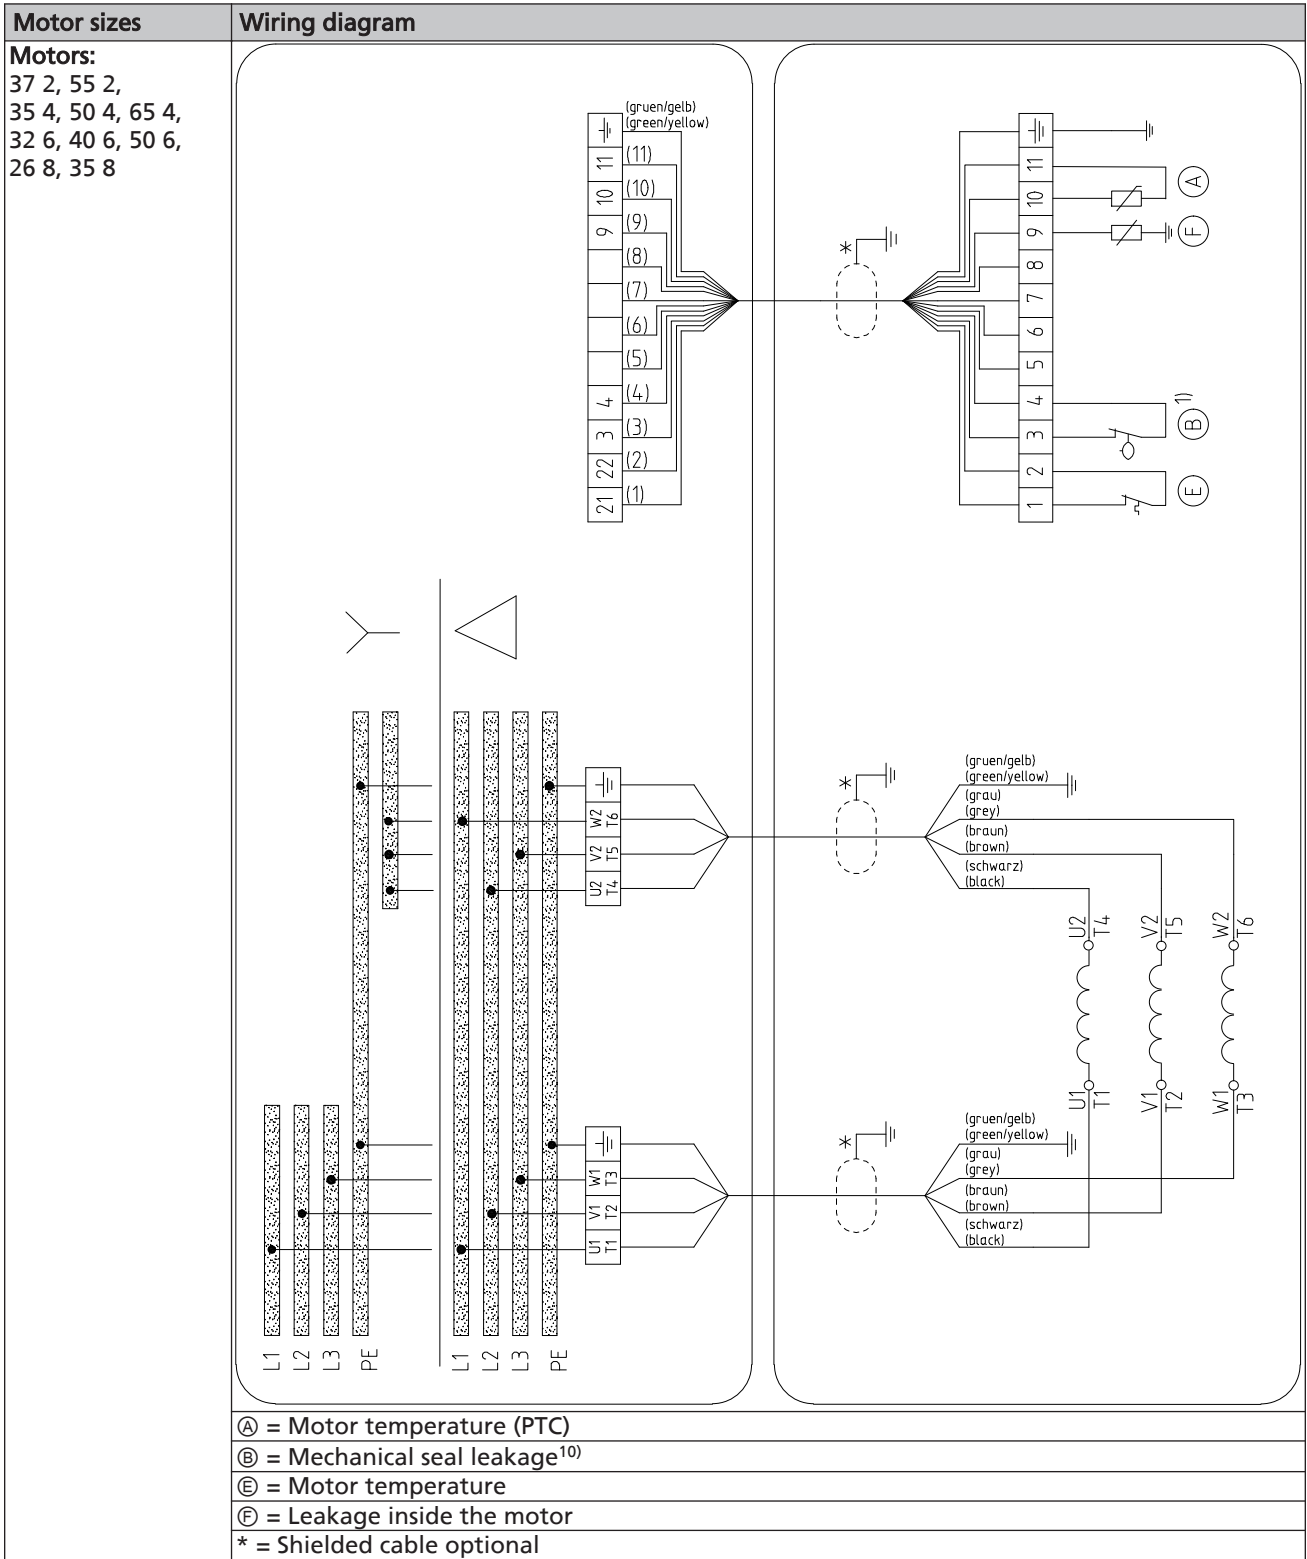 Motor sizes
Wiring diagram
Motors:
37 2, 55 2,
35 4, 50 4, 65 4,
32 6, 40 6, 50 6,
26 8, 35 8
(gruen/gelb)
(green/yellow)
11
(11)
10
(10)
9
(9)
(8)
(7)
(6)
(5)
4
(4)
3
(3)
22
(2)
21
(1)
*
11
10
9
8
7
6
5
4
3
2
1
A
F
B 1)
E
W2
T6
V2
T5
U2
T4
*
(gruen/gelb)
(green/yellow)
(grau)
(grey)
(braun)
(brown)
(schwarz)
(black)
U2
T4
V2
T5
W2
T6
U1
T1
V1
T2
W1
T3
W1
T3
V1
T2
U1
T1
*
(gruen/gelb)
(green/yellow)
(grau)
(grey)
(braun)
(brown)
(schwarz)
(black)
L1
L2
L3
PE
L1
L2
L3
PE
Ⓐ = Motor temperature (PTC)
Ⓑ = Mechanical seal leakage10)
Ⓔ = Motor temperature
Ⓕ = Leakage inside the motor
* = Shielded cable optional